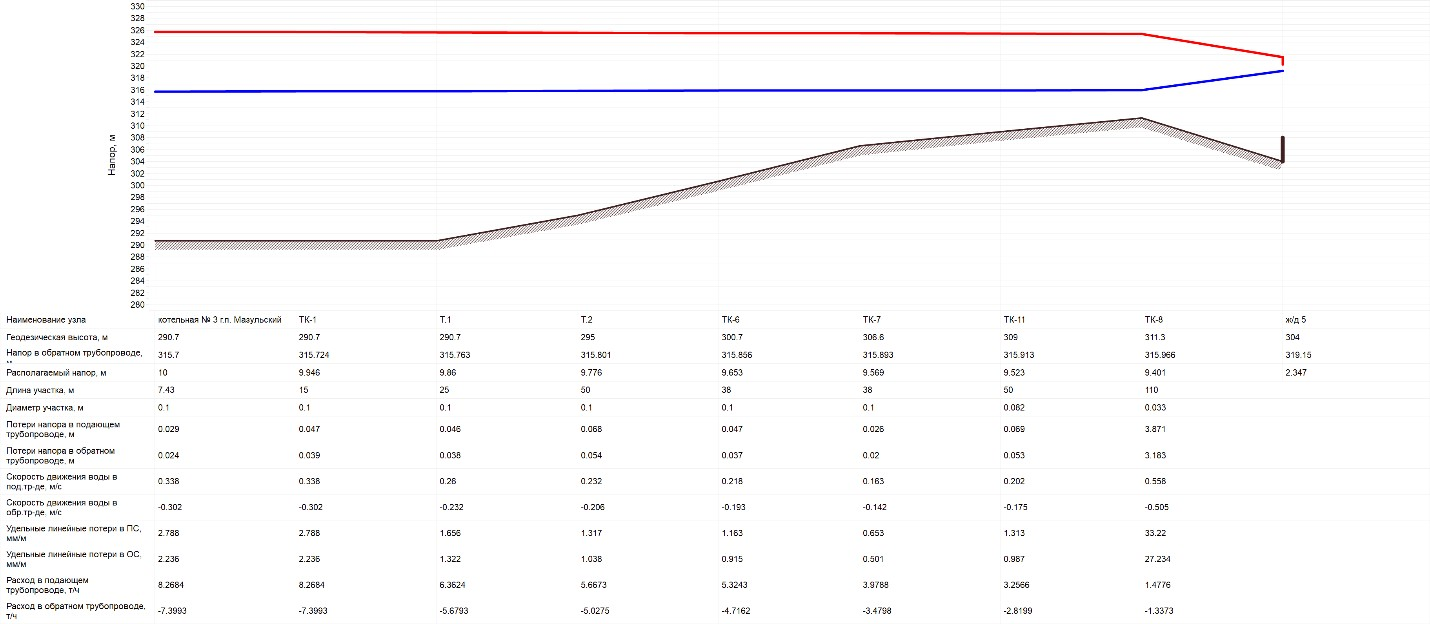 330
328
326
324
322
320
318
316
314
312
310
308
306
304
302
300
298
296
294
292
290
288
286
284
282
280
Напор, м
Наименование узла котельная № 3 г.п. Мазульский ТК-1 Т.1 Т.2 ТК-6 ТК-7 ТК-11 ТК-8 ж/д 5
Геодезическая высота, м 290.7 290.7 290.7 295 300.7 306.6 309 311.3 304
Напор в обратном трубопроводе, 315.7 315.724 315.763 315.801 315.856 315.893 315.913 315.966 319.15
Располагаемый напор, м 10 9.946 9.86 9.776 9.653 9.569 9.523 9.401 2.347
Длина участка, м 7.43 15 25 50 38 38 50 110
Диаметр участка, м 0.1 0.1 0.1 0.1 0.1 0.1 0.082 0.033
Потери напора в подающем
трубопроводе, м 0.029 0.047 0.046 0.068 0.047 0.026 0.069 3.871
Потери напора в обратном
трубопроводе, м 0.024 0.039 0.038 0.054 0.037 0.02 0.053 3.183
Скорость движения воды в
под.тр-де, м/с 0.338 0.338 0.26 0.232 0.218 0.163 0.202 0.558
Скорость движения воды в
обр.тр-де, м/с -0.302 -0.302 -0.232 -0.206 -0.193 -0.142 -0.175 -0.505
Удельные линейные потери в ПС,
мм/м 2.788 2.788 1.656 1.317 1.163 0.653 1.313 33.22
Удельные линейные потери в ОС,
мм/м 2.236 2.236 1.322 1.038 0.915 0.501 0.987 27.234
Расход в подающем
трубопроводе, т/ч 8.2684 8.2684 6.3624 5.6673 5.3243 3.9788 3.2566 1.4776
Расход в обратном трубопроводе,
т/ч -7.3993 -7.3993 -5.6793 -5.0275 -4.7162 -3.4798 -2.8199 -1.3373